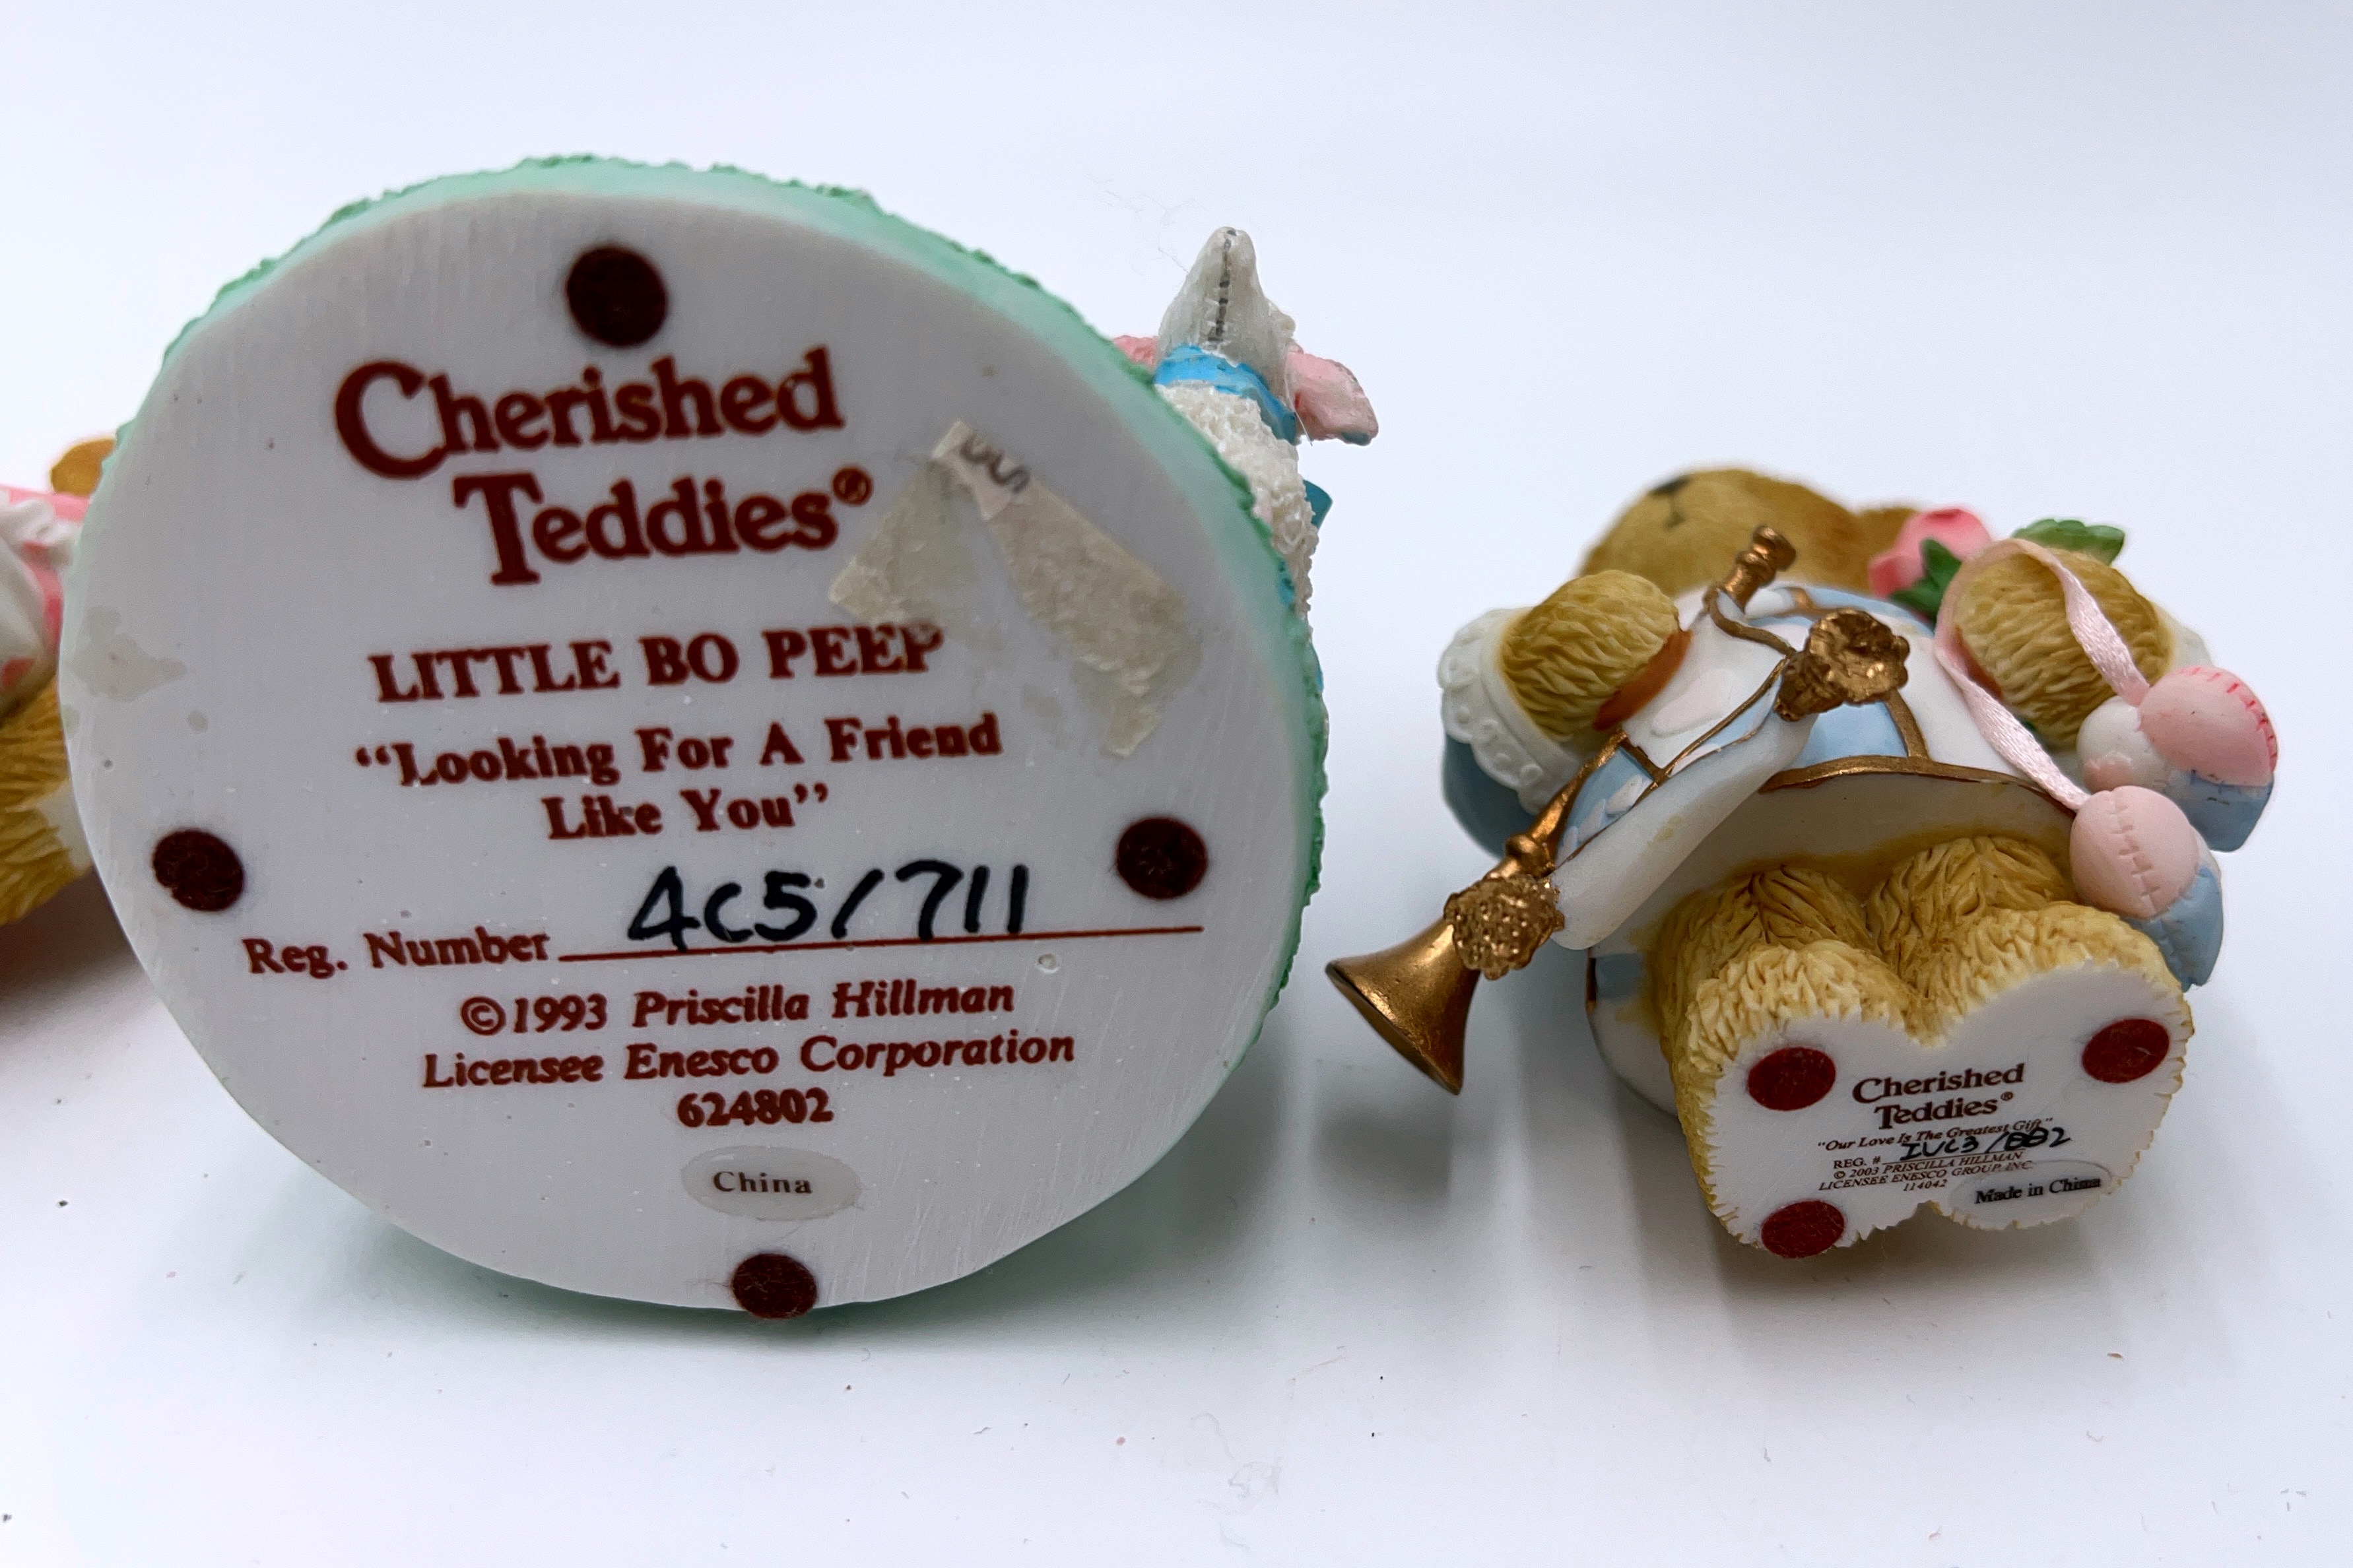 Cherished
Teddies®
LITTLE BO PEEP
“Looking For A Friend
Like You”
Reg. Number 4C5/711
©1993 Priscilla Hillman
Licensee Enesco Corporation
624802
China
Cherished
Teddies®
"Our Love Is The Greatest Gift"
REG. #
© 2003 PRISCILLA HILLMAN
LICENSEE ENESCO GROUP, INC.
114042
Made in China